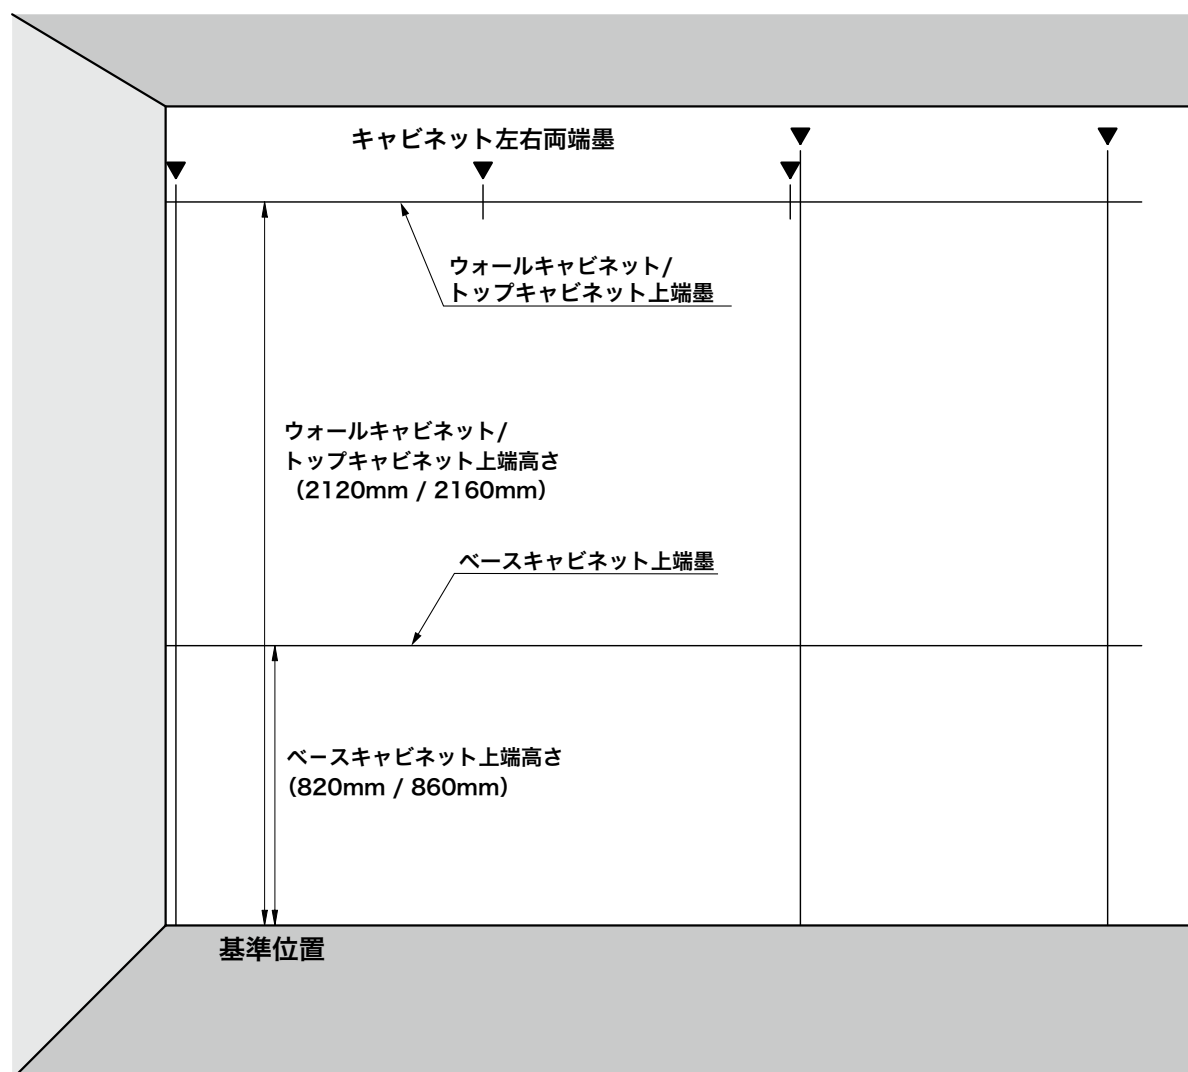 キャビネット左右両端墨
ウォールキャビネット/
トップキャビネット上端墨
ウォールキャビネット/
トップキャビネット上端高さ
（2120mm / 2160mm）
ベースキャビネット上端墨
ベースキャビネット上端高さ
（820mm / 860mm）
基準位置